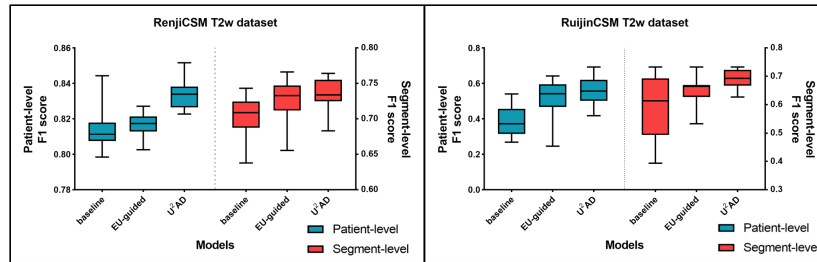 RenjiCSM T2w dataset
0.86
0.84
0.82
0.80
0.78
Patient-level
F1 score
0.80
0.75
0.70
0.65
0.60
Segment-level
F1 score
baseline
EU-guided
U²AD
baseline
EU-guided
U²AD
Models
Patient-level
Segment-level
RuijinCSM T2w dataset
0.8
0.6
0.4
0.2
0.0
Patient-level
F1 score
0.8
0.7
0.6
0.5
0.4
0.3
Segment-level
F1 score
baseline
EU-guided
U²AD
baseline
EU-guided
U²AD
Models
Patient-level
Segment-level